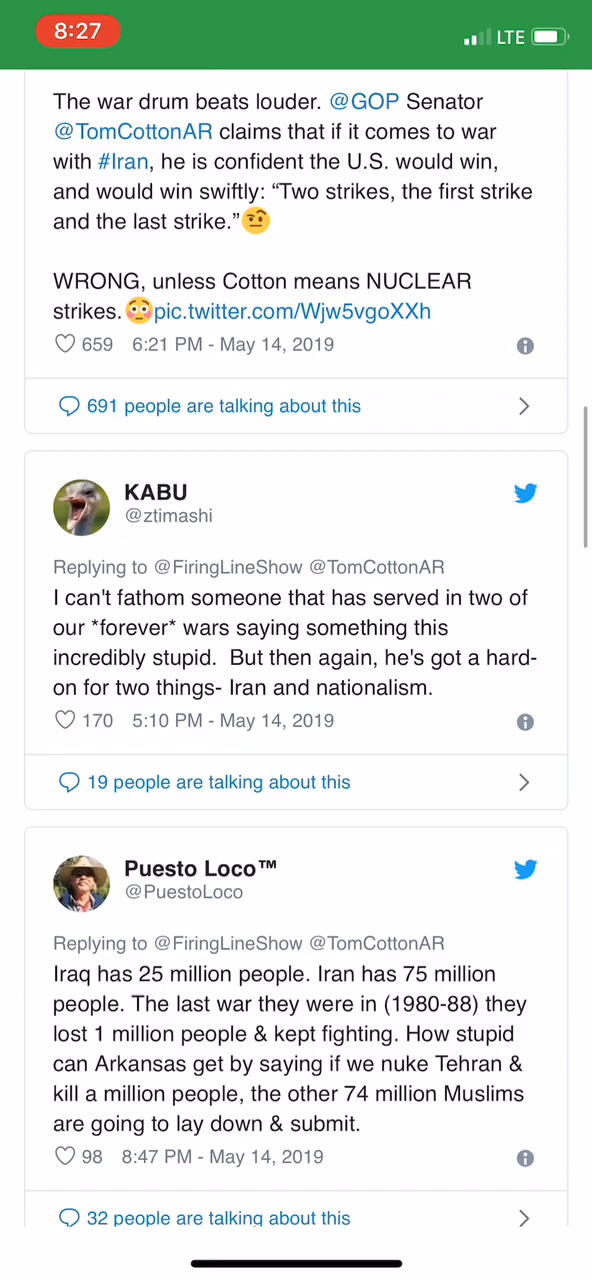 8:27
LTE
The war drum beats louder. @GOP Senator
@TomCottonAR claims that if it comes to war
with #Iran, he is confident the U.S. would win,
and would win swiftly: “Two strikes, the first strike
and the last strike.”🤨
WRONG, unless Cotton means NUCLEAR
strikes.😳pic.twitter.com/Wjw5vgoXXh
659 6:21 PM - May 14, 2019
691 people are talking about this
KABU
@ztimashi
Replying to @FiringLineShow @TomCottonAR
I can't fathom someone that has served in two of
our *forever* wars saying something this
incredibly stupid.  But then again, he's got a hard-
on for two things- Iran and nationalism.
170 5:10 PM - May 14, 2019
19 people are talking about this
Puesto Loco™
@PuestoLoco
Replying to @FiringLineShow @TomCottonAR
Iraq has 25 million people. Iran has 75 million
people. The last war they were in (1980-88) they
lost 1 million people & kept fighting. How stupid
can Arkansas get by saying if we nuke Tehran &
kill a million people, the other 74 million Muslims
are going to lay down & submit.
98 8:47 PM - May 14, 2019
32 people are talking about this